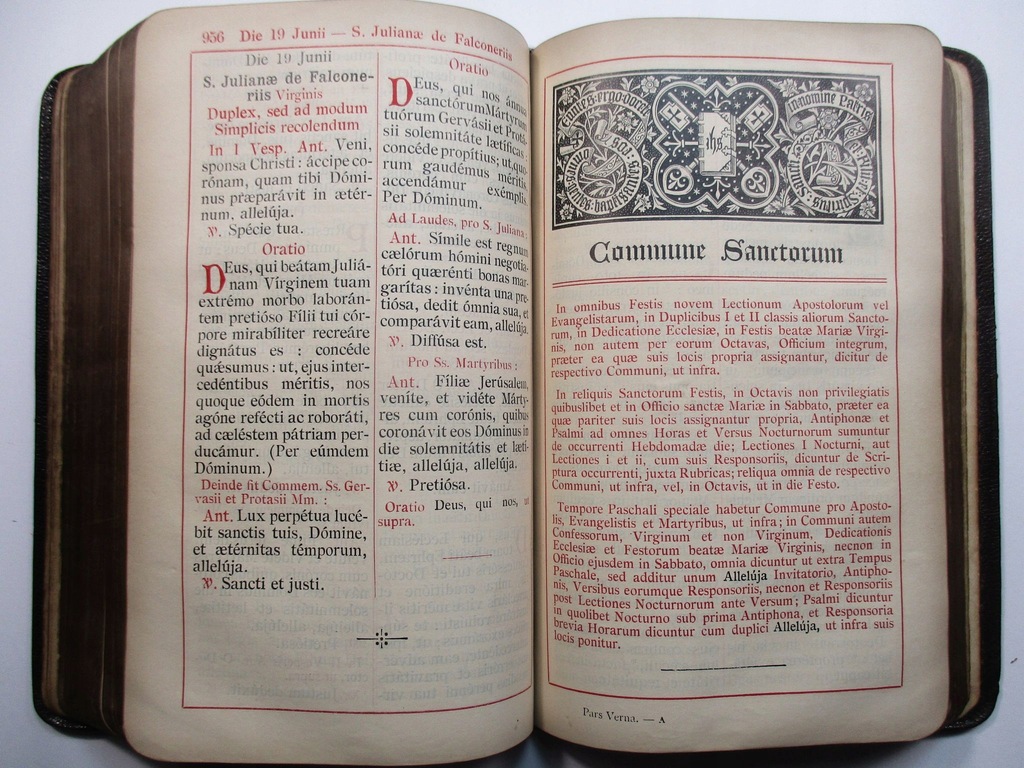 956 Die 19 Junii — S. Julianæ de Falconeriis
Die 19 Junii
S. Julianæ de Falcone-
riis Virginis
Duplex, sed ad modum
Simplicis recolendum
In I Vesp. Ant. Veni,
sponsa Christi : áccipe co-
rónam, quam tibi Dómi-
nus præparávit in ætér-
num, allelúja.
℣. Spécie tua.
Oratio
DEus, qui beátam Juliá-
nam Vírginem tuam
extrémo morbo laborán-
tem pretióso Fílii tui cór-
pore mirabíliter recreáre
dignátus es : concéde
quǽsumus : ut, ejus inter-
cedéntibus méritis, nos
quoque eódem in mortis
agóne refécti ac roboráti,
ad cæléstem pátriam per-
ducámur. (Per eúmdem
Dóminum.)
Deinde fit Commem. Ss. Ger-
vasii et Protasii Mm. :
Ant. Lux perpétua lucé-
bit sanctis tuis, Dómine,
et ætérnitas témporum,
allelúja.
℣. Sancti et justi.
Oratio
DEus, qui nos ánnua
sanctórum Mártyrum
tuórum Gervásii et Protá-
sii solemnitáte lætíficas :
concéde propítius; ut, quo-
rum gaudémus méritis,
accendámur exémplis.
Per Dóminum.
Ad Laudes, pro S. Juliana :
Ant. Símile est regnum
cælórum hómini negotia-
tóri quærénti bonas mar-
garítas : invénta una pre-
tiósa, dedit ómnia sua, et
comparávit eam, allelúja.
℣. Diffúsa est.
Pro Ss. Martyribus :
Ant. Fíliæ Jerúsalem,
veníte, et vidéte Márty-
res cum corónis, quibus
coronávit eos Dóminus in
die solemnitátis et læti-
tiæ, allelúja, allelúja.
℣. Pretiósa.
Oratio Deus, qui nos, ut
supra.
Euntes ergo docete
omnes gentes
baptizantes eos
ihs
in nomine Patris
et Filii et Spiritus Sancti
Commune Sanctorum
In omnibus Festis novem Lectionum Apostolorum vel
Evangelistarum, in Duplicibus I et II classis aliorum Sancto-
rum, in Dedicatione Ecclesiæ, in Festis beatæ Mariæ Virgi-
nis, non autem per eorum Octavas, Officium integrum,
præter ea quæ suis locis propria assignantur, dicitur de
respectivo Communi, ut infra.
In reliquis Sanctorum Festis, in Octavis non privilegiatis
quibuslibet et in Officio sanctæ Mariæ in Sabbato, præter ea
quæ pariter suis locis assignantur propria, Antiphonæ et
Psalmi ad omnes Horas et Versus Nocturnorum sumuntur
de occurrenti Hebdomadæ die; Lectiones I Nocturni, aut
Lectiones i et ii, cum suis Responsoriis, dicuntur de Scri-
ptura occurrenti, juxta Rubricas; reliqua omnia de respectivo
Communi, ut infra, vel, in Octavis, ut in die Festo.
Tempore Paschali speciale habetur Commune pro Aposto-
lis, Evangelistis et Martyribus, ut infra; in Communi autem
Confessorum, Virginum et non Virginum, Dedicationis
Ecclesiæ et Festorum beatæ Mariæ Virginis, necnon in
Officio ejusdem in Sabbato, omnia dicuntur ut extra Tempus
Paschale, sed additur unum Allelúja Invitatorio, Antipho-
nis, Versibus eorumque Responsoriis, necnon et Responsoriis
post Lectiones Nocturnorum ante Versum; Psalmi dicuntur
in quolibet Nocturno sub prima Antiphona, et Responsoria
brevia Horarum dicuntur cum duplici Allelúja, ut infra suis
locis ponitur.
Pars Verna. — A